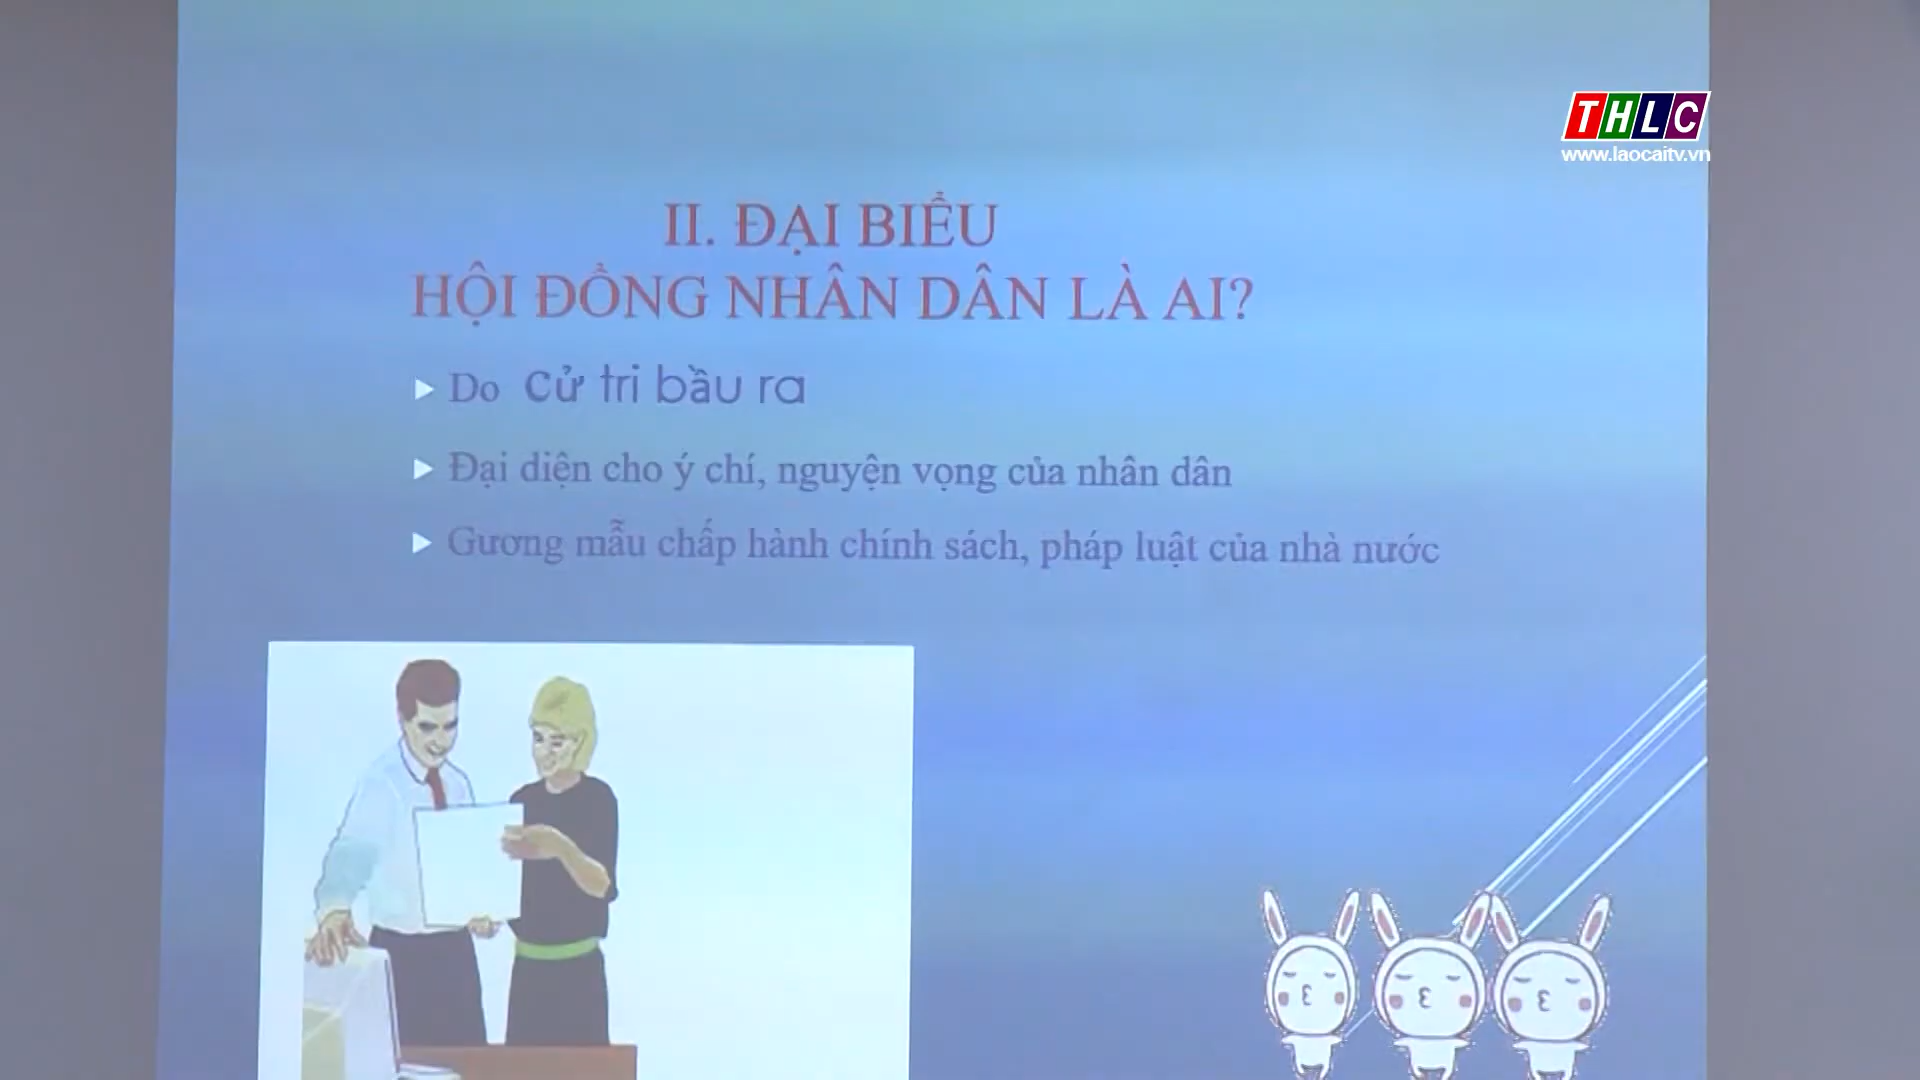 THLC
www.laocaitv.vn
II. ĐẠI BIỂU
HỘI ĐỒNG NHÂN DÂN LÀ AI?
Do cử tri bầu ra
Đại diện cho ý chí, nguyện vọng của nhân dân
Gương mẫu chấp hành chính sách, pháp luật của nhà nước